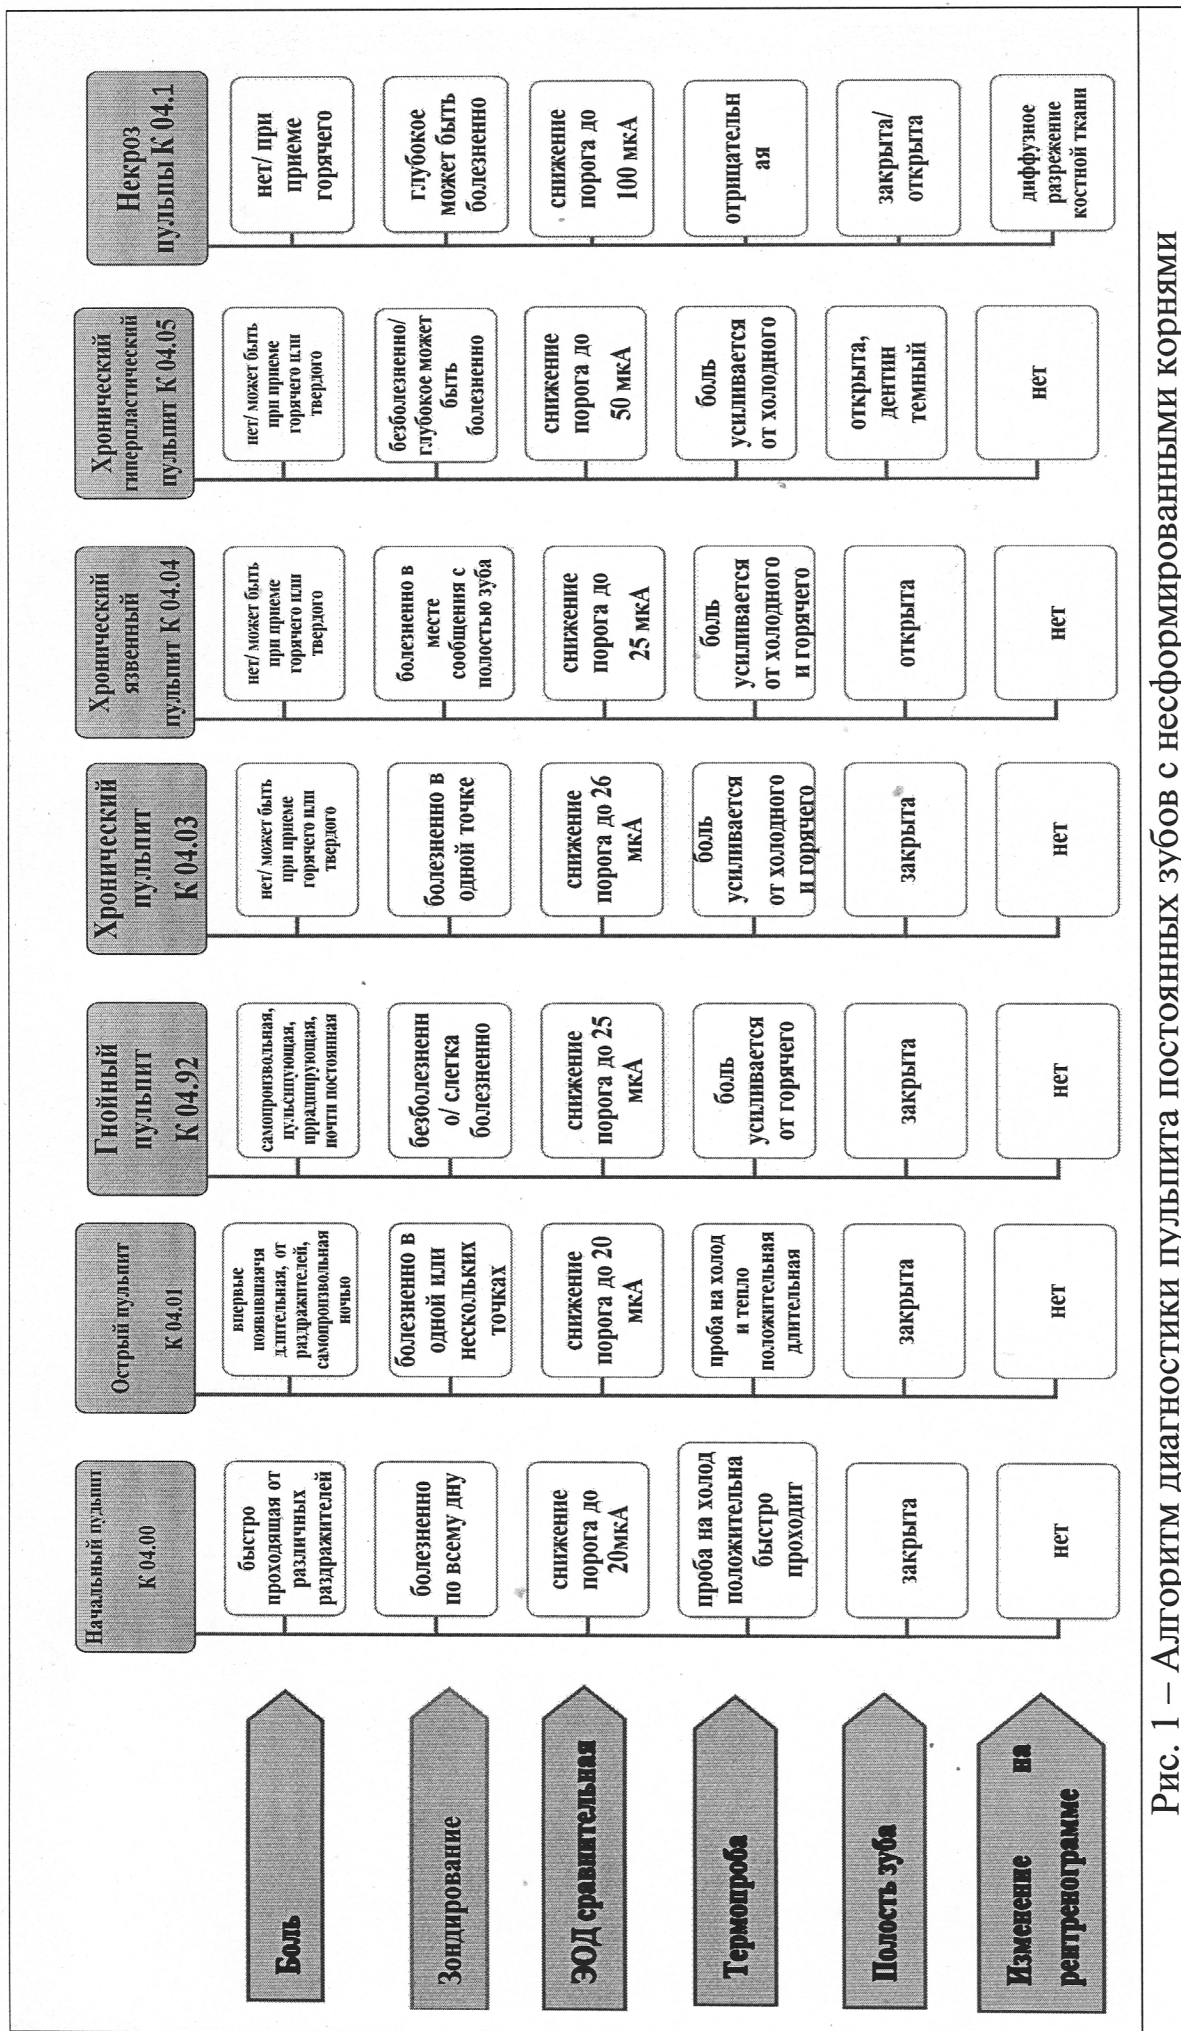 Начальный пульпит
К 04.00
Острый пульпит
К 04.01
Гнойный
пульпит
К 04.92
Хронический
пульпит
К 04.03
Хронический
язвенный
пульпит К 04.04
Хронический
гиперпластический
пульпит К 04.05
Некроз
пульпы К 04.1
Боль
быстро
проходящая от
различных
раздражителей
впервые
появившаячя
длительная, от
раздражителей,
самопроизвольная
ночью
самопроизвольная,
пульсипующая,
иррадиирующая,
почти постоянная
нет/ может быть
при приеме
горячего или
твердого
нет/ может быть
при приеме
горячего или
твердого
нет/ может быть
при приеме
горячего или
твердого
нет/ при
приеме
горячего
Зондирование
болезненно
по всему дну
болезненно в
одной или
нескольких
точках
безболезненн
о/ слегка
болезненно
болезненно в
одной точке
болезненно в
месте
сообщения с
полостью зуба
безболезненно/
глубокое может
быть
болезненно
глубокое
может быть
болезненно
ЭОД сравнительная
снижение
порога до
20мкА
снижение
порога до 20
мкА
снижение
порога до 25
мкА
снижение
порога до 26
мкА
снижение
порога до
25 мкА
снижение
порога до
50 мкА
снижение
порога до
100 мкА
Термопроба
проба на холод
положительна
быстро
проходит
проба на холод
и тепло
положительная
длительная
боль
усиливается
от горячего
боль
усиливается
от холодного
и горячего
боль
усиливается
от холодного
и горячего
боль
усиливается
от холодного
отрицательн
ая
Полость зуба
закрыта
закрыта
закрыта
закрыта
открыта
открыта,
дентин
темный
закрыта/
открыта
Изменение на
рентренограмме
нет
нет
нет
нет
нет
нет
диффузное
разрежение
костной ткани
Рис. 1 – Алгоритм диагностики пульпита постоянных зубов с несформированными корнями